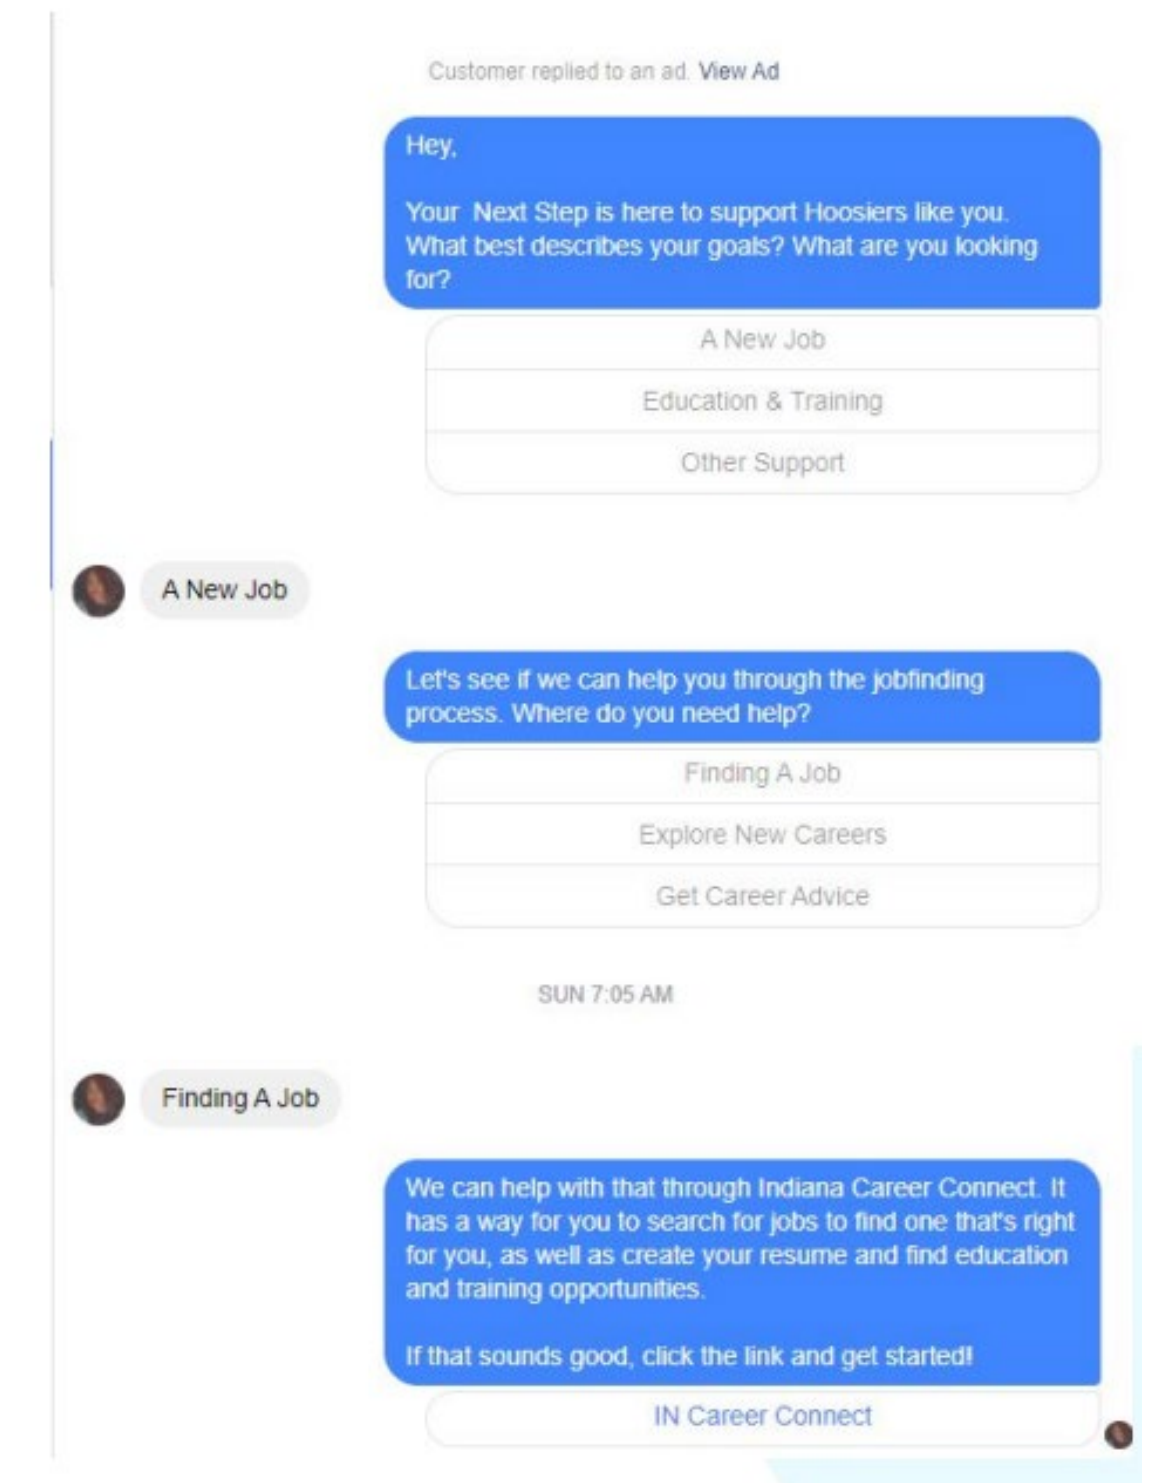 Customer replied to an ad. View Ad
Hey,
Your  Next Step is here to support Hoosiers like you.
What best describes your goals? What are you looking
for?
A New Job
Education & Training
Other Support
A New Job
Let's see if we can help you through the jobfinding
process. Where do you need help?
Finding A Job
Explore New Careers
Get Career Advice
SUN 7:05 AM
Finding A Job
We can help with that through Indiana Career Connect. It
has a way for you to search for jobs to find one that's right
for you, as well as create your resume and find education
and training opportunities.
If that sounds good, click the link and get started!
IN Career Connect